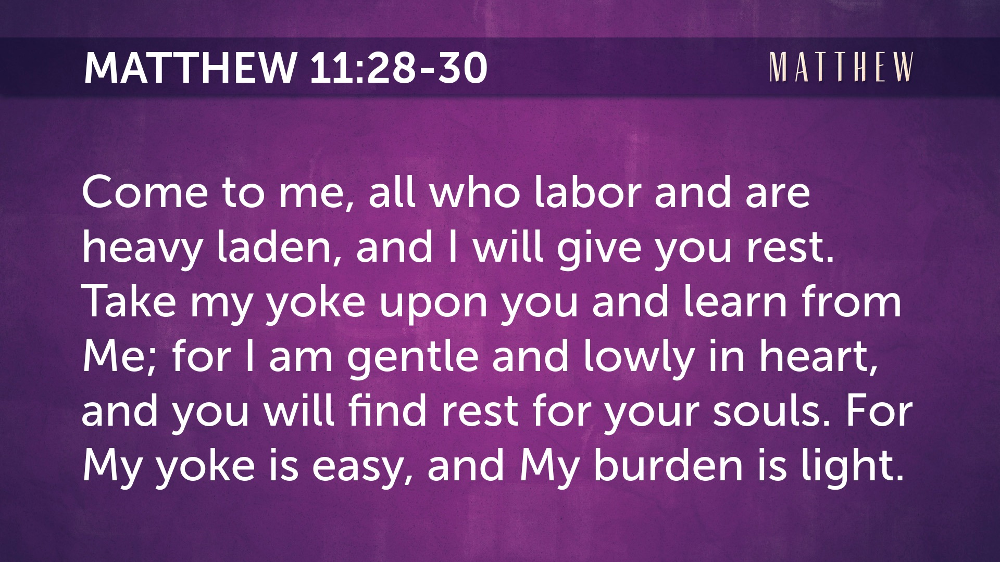 MATTHEW 11:28-30
MATTHEW
Come to me, all who labor and are
heavy laden, and I will give you rest.
Take my yoke upon you and learn from
Me; for I am gentle and lowly in heart,
and you will find rest for your souls. For
My yoke is easy, and My burden is light.